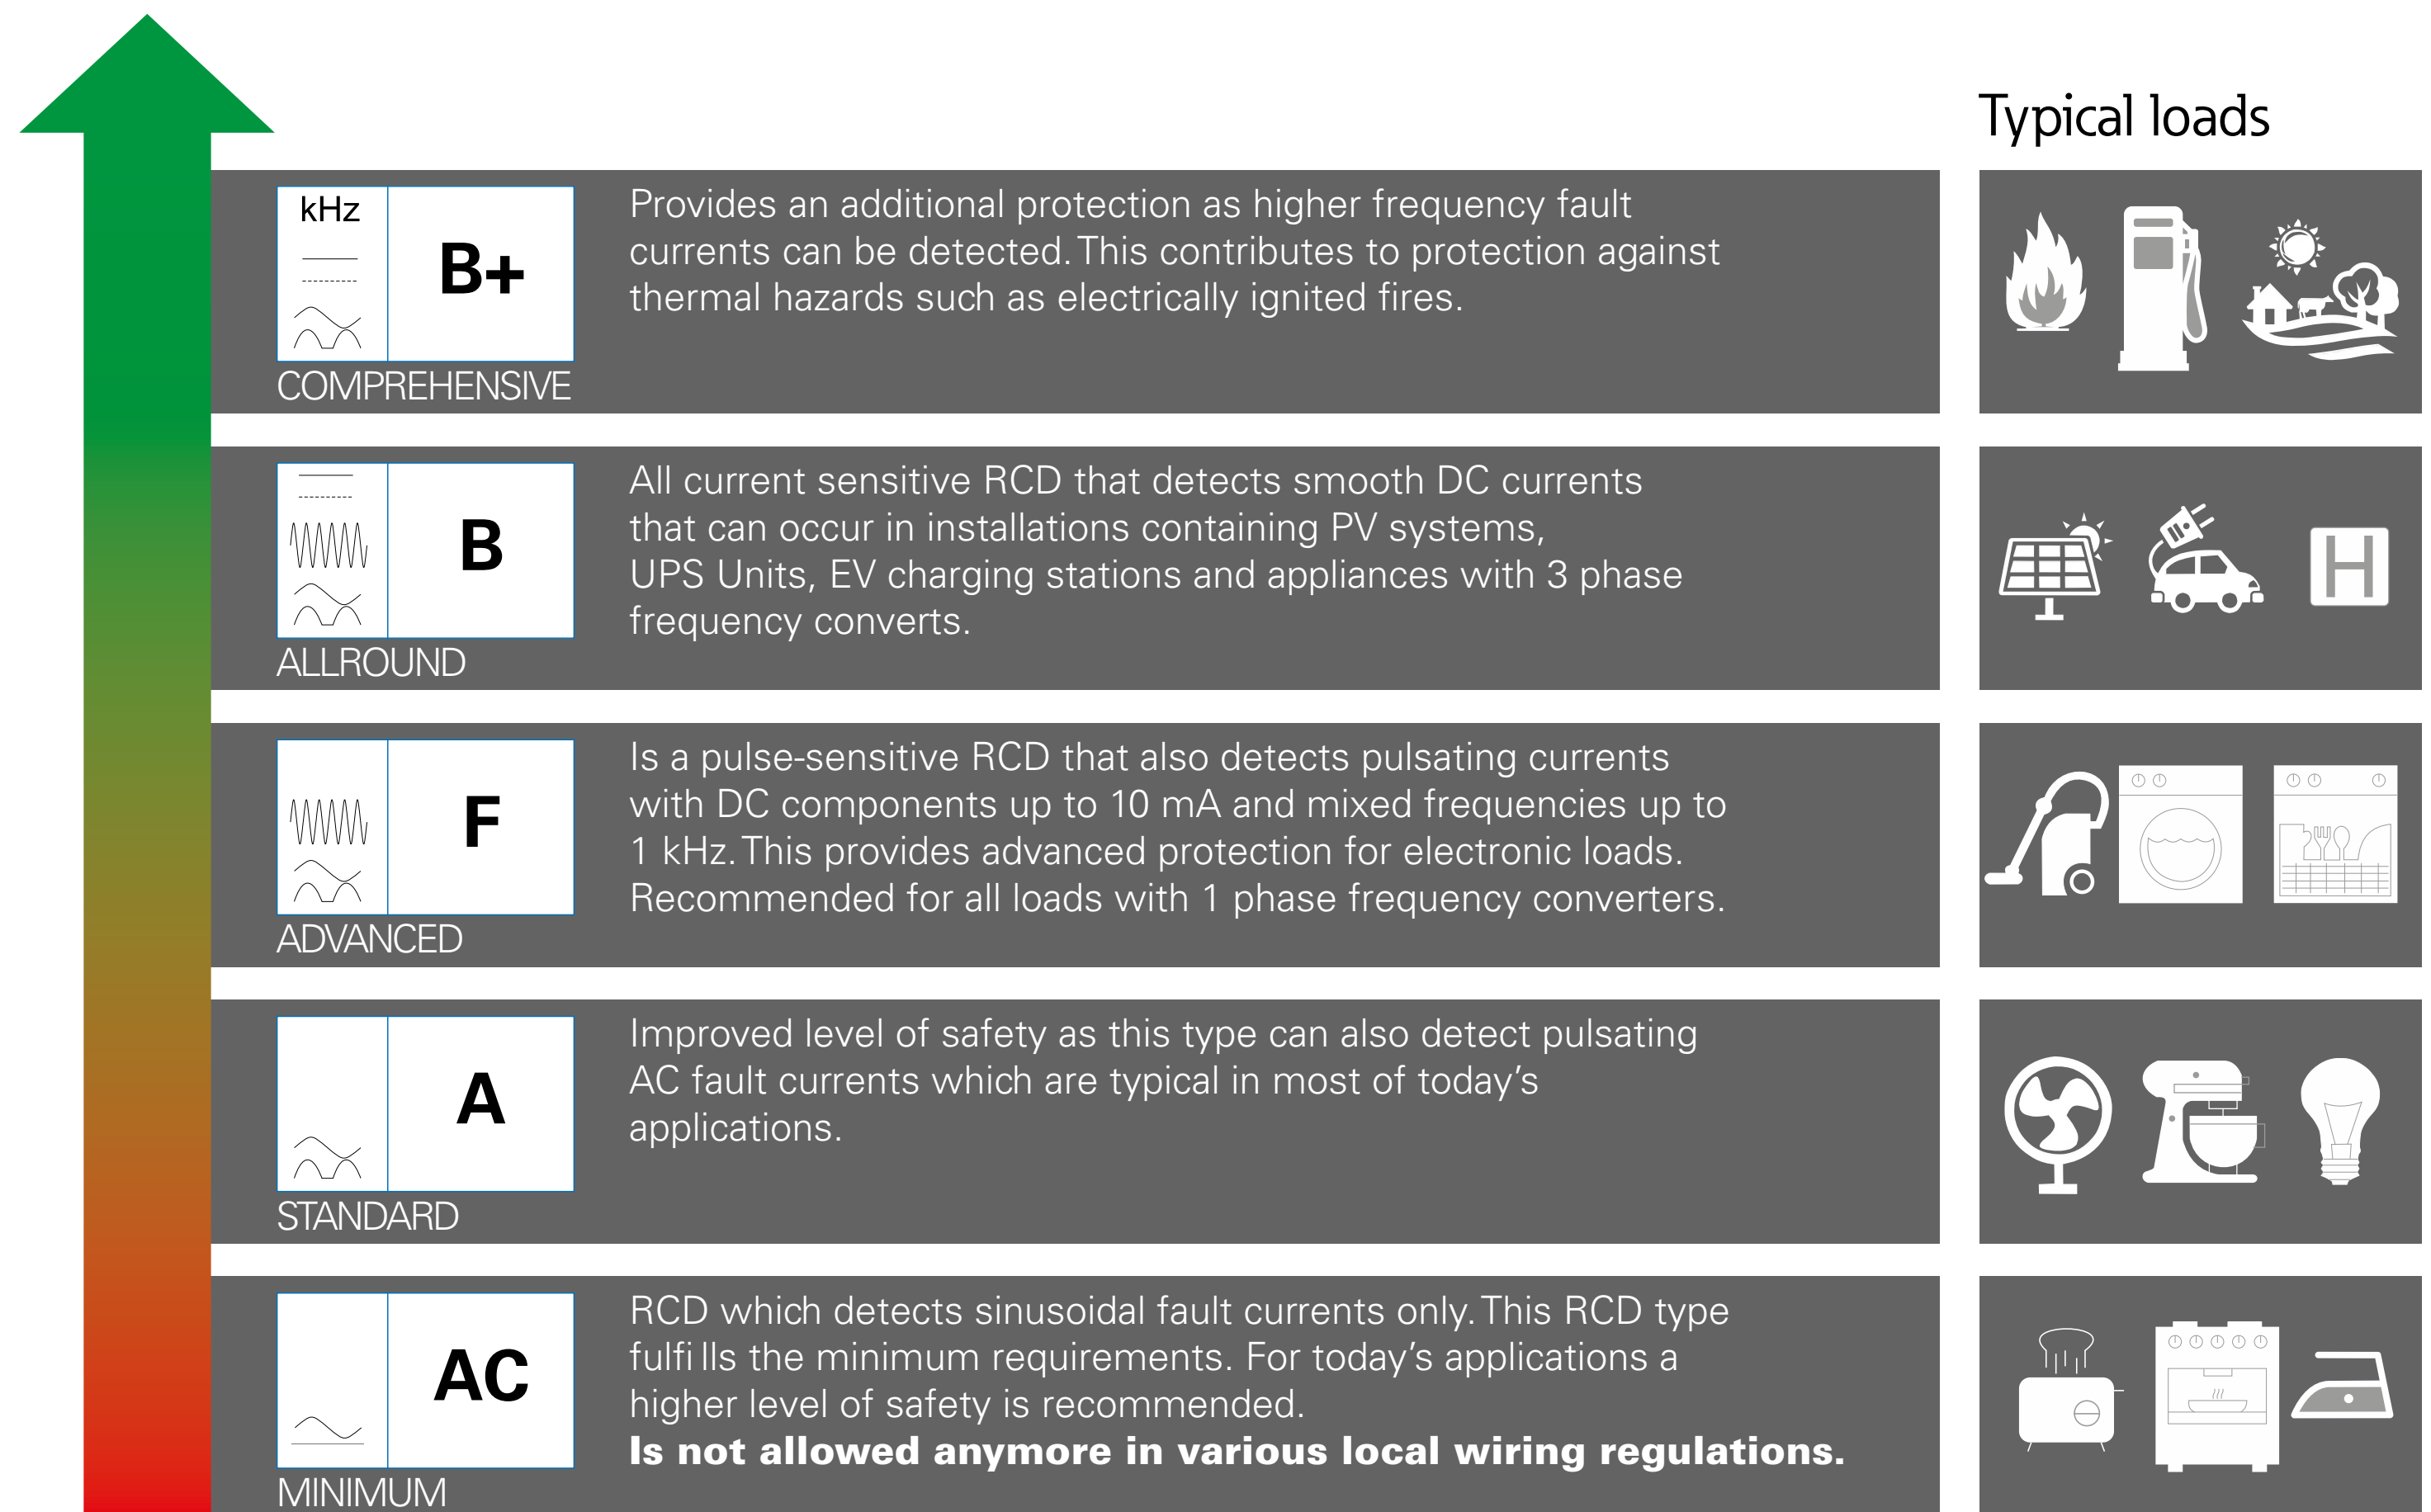 Typical loads
kHz
B+
COMPREHENSIVE
Provides an additional protection as higher frequency fault
currents can be detected. This contributes to protection against
thermal hazards such as electrically ignited fires.
B
ALLROUND
All current sensitive RCD that detects smooth DC currents
that can occur in installations containing PV systems,
UPS Units, EV charging stations and appliances with 3 phase
frequency converts.
H
F
ADVANCED
Is a pulse-sensitive RCD that also detects pulsating currents
with DC components up to 10 mA and mixed frequencies up to
1 kHz. This provides advanced protection for electronic loads.
Recommended for all loads with 1 phase frequency converters.
A
STANDARD
Improved level of safety as this type can also detect pulsating
AC fault currents which are typical in most of today's
applications.
AC
MINIMUM
RCD which detects sinusoidal fault currents only. This RCD type
fulfi lls the minimum requirements. For today's applications a
higher level of safety is recommended.
Is not allowed anymore in various local wiring regulations.